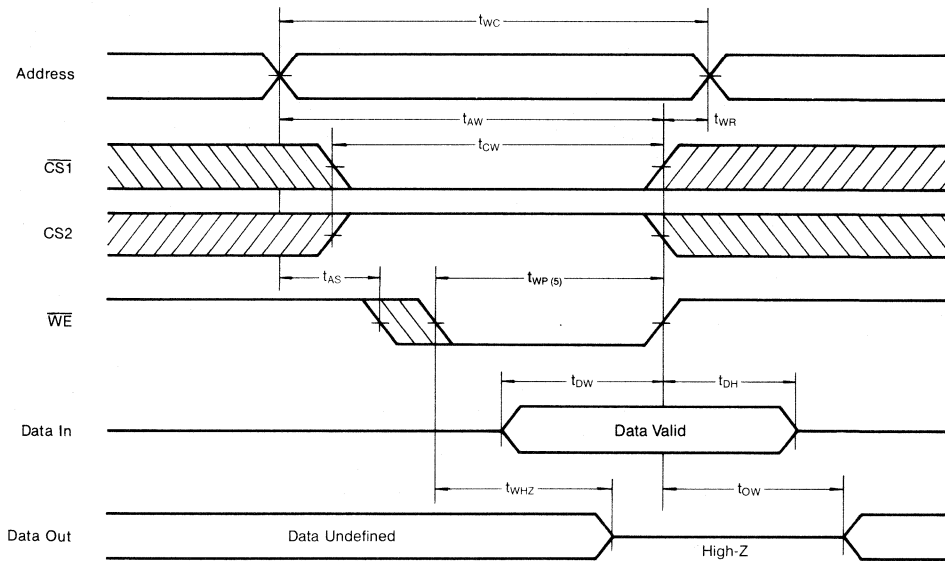 tWC
Address
tAW
tWR
tCW
CS1
CS2
tAS
tWP (5)
WE
tDW
tDH
Data In
Data Valid
tWHZ
tOW
Data Out
Data Undefined
High-Z